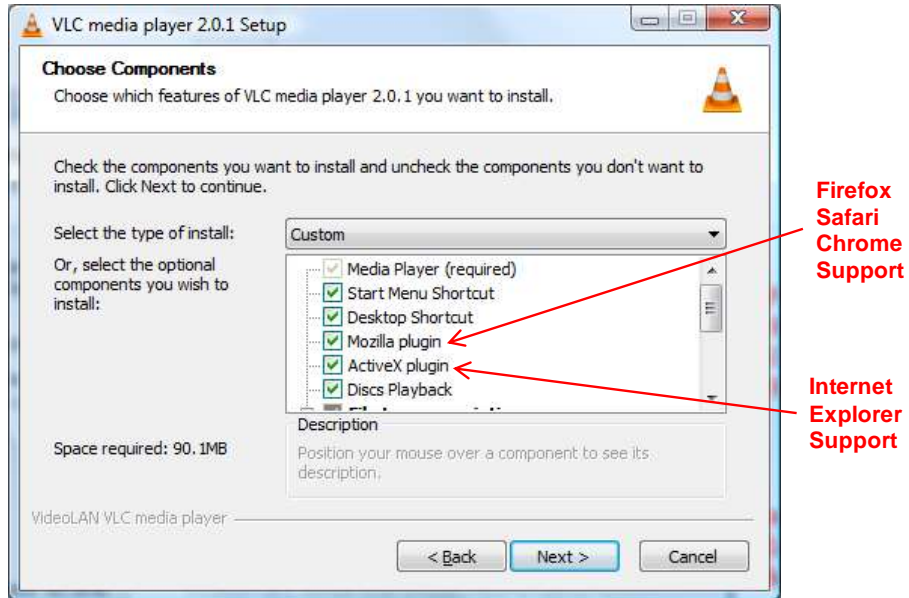 VLC media player 2.0.1 Setup
Choose Components
Choose which features of VLC media player 2.0.1 you want to install.
Check the components you want to install and uncheck the components you don't want to
install. Click Next to continue.
Select the type of install:
Custom
Or, select the optional
components you wish to
install:
Media Player (required)
Start Menu Shortcut
Desktop Shortcut
Mozilla plugin
ActiveX plugin
Discs Playback
Space required: 90.1MB
Description
Position your mouse over a component to see its
description.
VideoLAN VLC media player
< Back
Next >
Cancel
Firefox
Safari
Chrome
Support
Internet
Explorer
Support